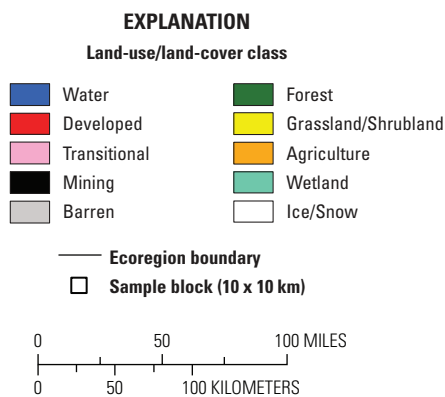 EXPLANATION
Land-use/land-cover class
Water
Forest
Developed
Grassland/Shrubland
Transitional
Agriculture
Mining
Wetland
Barren
Ice/Snow
Ecoregion boundary
Sample block (10 x 10 km)
0 50 100 MILES
0 50 100 KILOMETERS